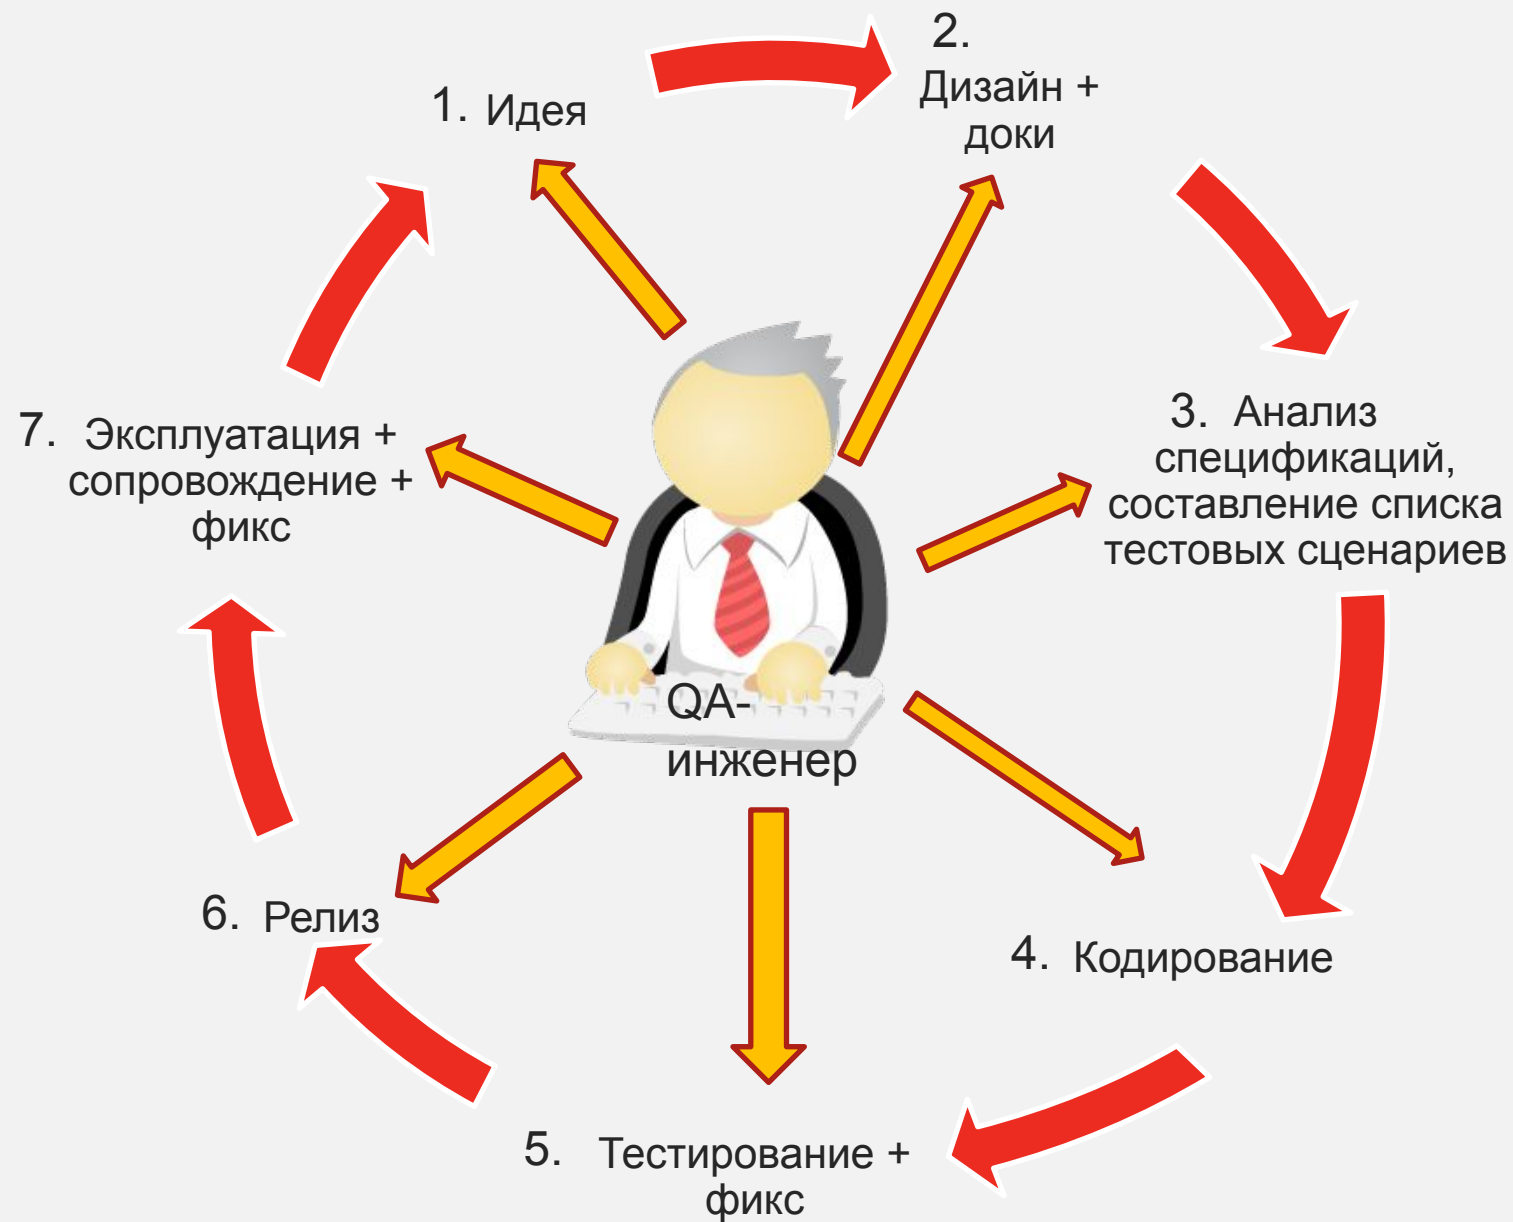 1. Идея
2.
Дизайн +
доки
3. Анализ
спецификаций,
составление списка
тестовых сценариев
4. Кодирование
5. Тестирование +
фикс
6. Релиз
7. Эксплуатация +
сопровождение +
фикс
QA-
инженер